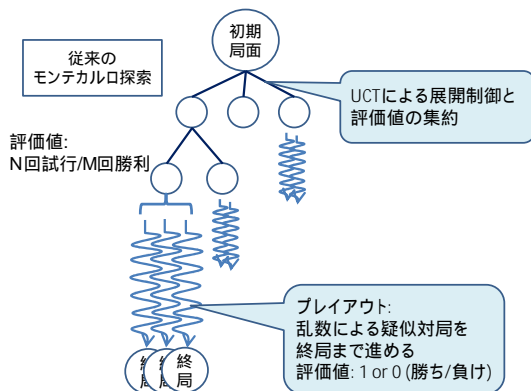 従来の
モンテカルロ探索
初期
局面
UCTによる展開制御と
評価値の集約
評価値:
N回試行/M回勝利
プレイアウト:
乱数による疑似対局を
終局まで進める
評価値: 1 or 0 (勝ち/負け)
終
局